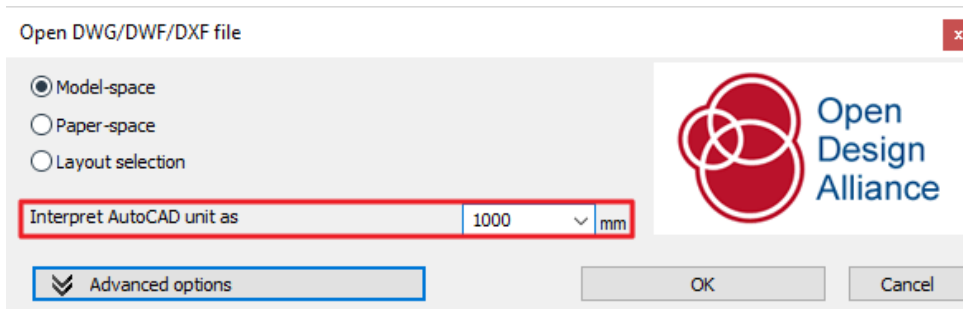 Open DWG/DWF/DXF file
x
Model-space
Paper-space
Layout selection
Interpret AutoCAD unit as 1000 mm
Open
Design
Alliance
Advanced options OK Cancel